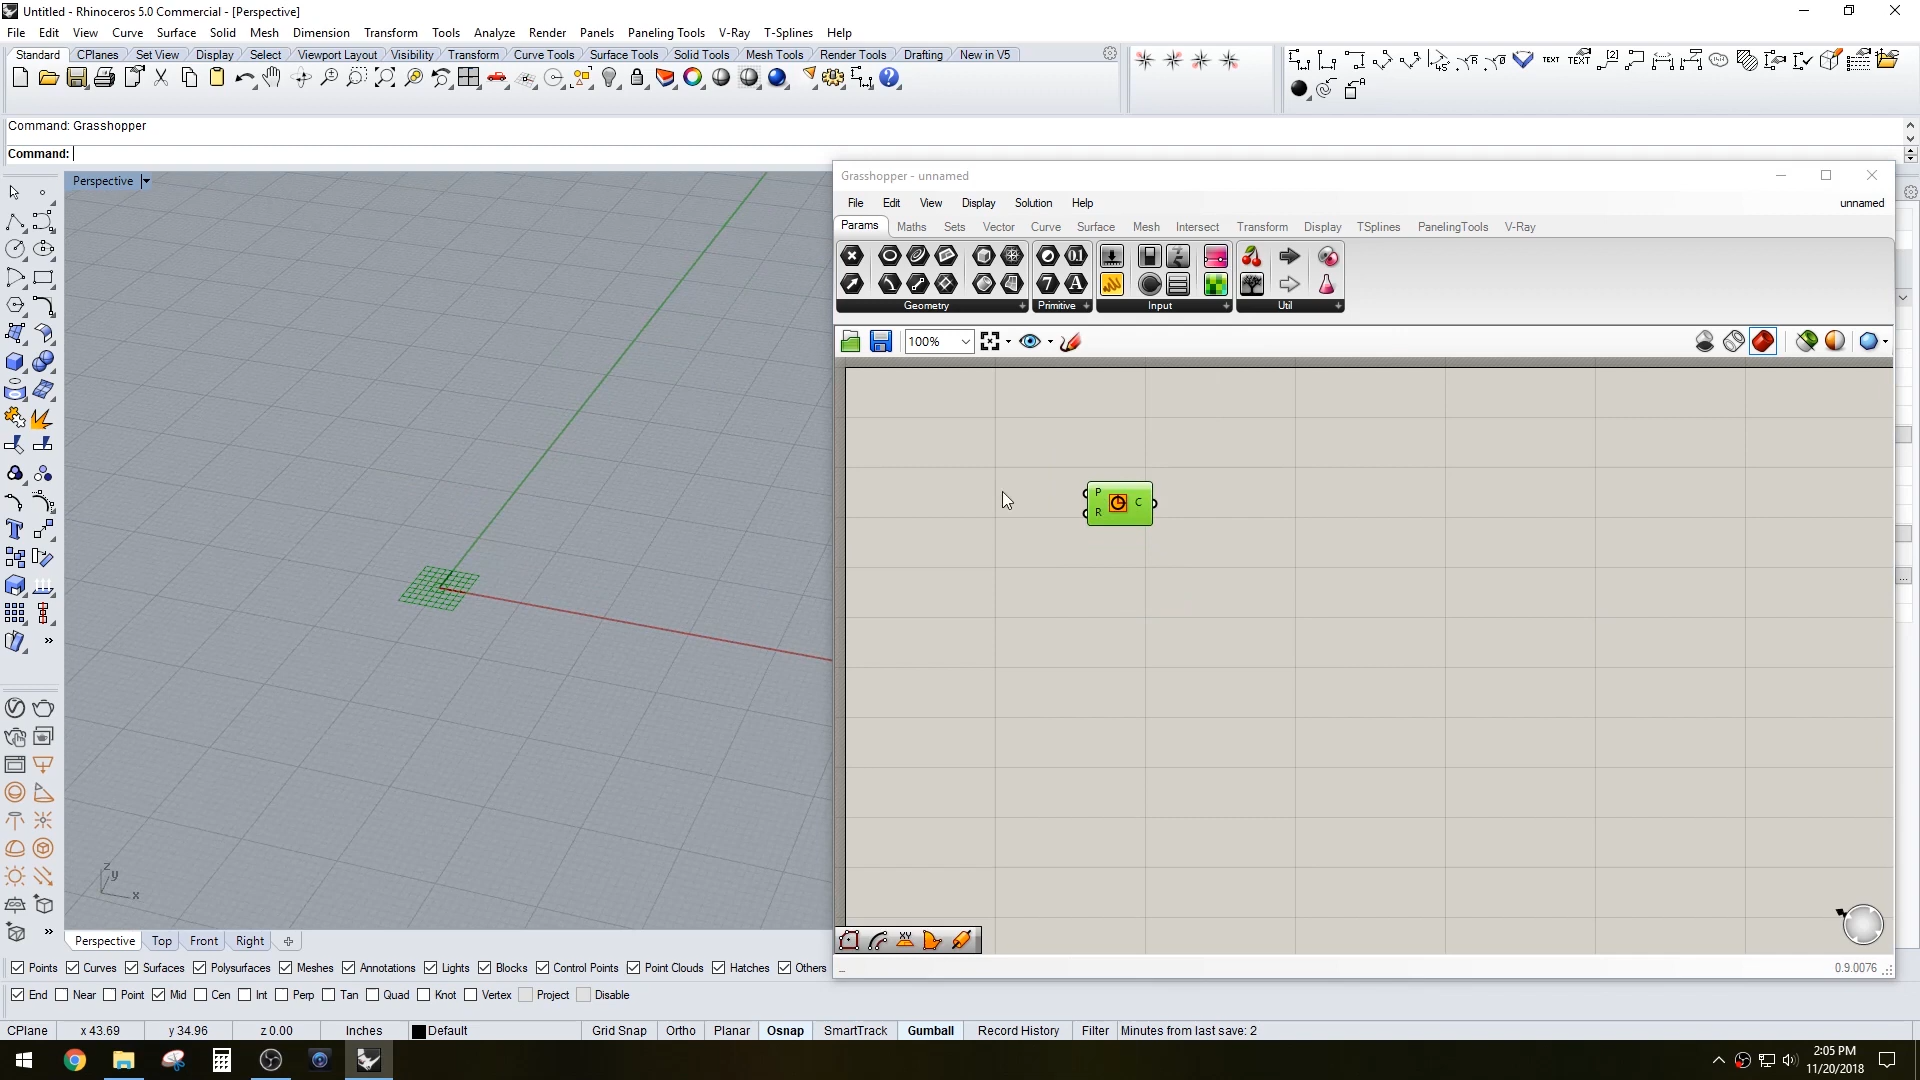 Untitled - Rhinoceros 5.0 Commercial - [Perspective]
File Edit View Curve Surface Solid Mesh Dimension Transform Tools Analyze Render Panels Paneling Tools V-Ray T-Splines Help
Standard CPlanes Set View Display Select Viewport Layout Visibility Transform Curve Tools Surface Tools Solid Tools Mesh Tools Render Tools Drafting New in V5
Command: Grasshopper
Command:
Perspective
Grasshopper - unnamed
File Edit View Display Solution Help unnamed
Params Maths Sets Vector Curve Surface Mesh Intersect Transform Display TSplines PanelingTools V-Ray
Geometry Primitive Input Util
100%
P
R
C
z
y
x
Perspective Top Front Right
Points Curves Surfaces Polysurfaces Meshes Annotations Lights Blocks Control Points Point Clouds Hatches Others
0.9.0076
End Near Point Mid Cen Int Perp Tan Quad Knot Vertex Project Disable
CPlane x 43.69 y 34.96 z 0.00 Inches Default Grid Snap Ortho Planar Osnap SmartTrack Gumball Record History Filter Minutes from last save: 2
2:05 PM
11/20/2018